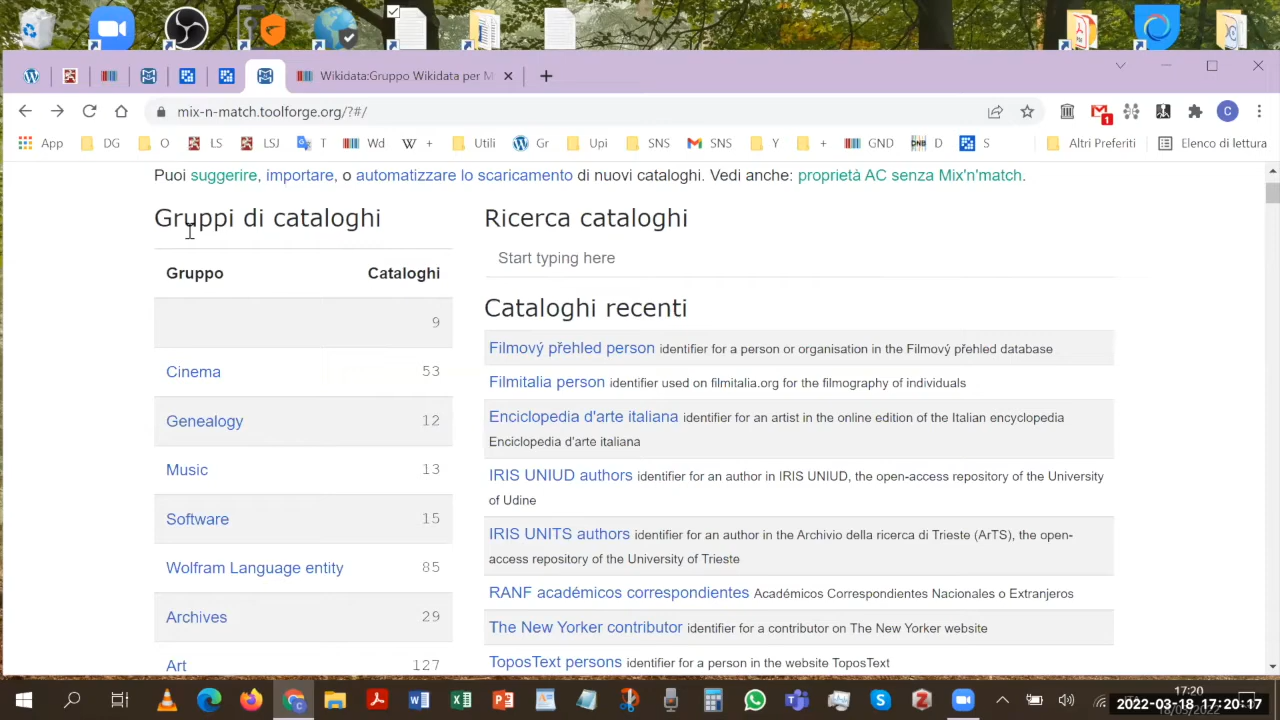 Wikidata:Gruppo Wikidata per M
mix-n-match.toolforge.org/?#/
1
C
App DG O LS LSJ T Wd + Utili Gr Upi SNS SNS Y + GND D S Altri Preferiti Elenco di lettura
Puoi suggerire, importare, o automatizzare lo scaricamento di nuovi cataloghi. Vedi anche: proprietà AC senza Mix'n'match.
Gruppi di cataloghi
Gruppo Cataloghi
9
Cinema 53
Genealogy 12
Music 13
Software 15
Wolfram Language entity 85
Archives 29
Art 127
Ricerca cataloghi
Start typing here
Cataloghi recenti
Filmový přehled person identifier for a person or organisation in the Filmový přehled database
Filmitalia person identifier used on filmitalia.org for the filmography of individuals
Enciclopedia d'arte italiana identifier for an artist in the online edition of the Italian encyclopedia
Enciclopedia d'arte italiana
IRIS UNIUD authors identifier for an author in IRIS UNIUD, the open-access repository of the University
of Udine
IRIS UNITS authors identifier for an author in the Archivio della ricerca di Trieste (ArTS), the open-
access repository of the University of Trieste
RANF académicos correspondientes Académicos Correspondientes Nacionales o Extranjeros
The New Yorker contributor identifier for a contributor on The New Yorker website
ToposText persons identifier for a person in the website ToposText
17:20
2022-03-18 17:20:17